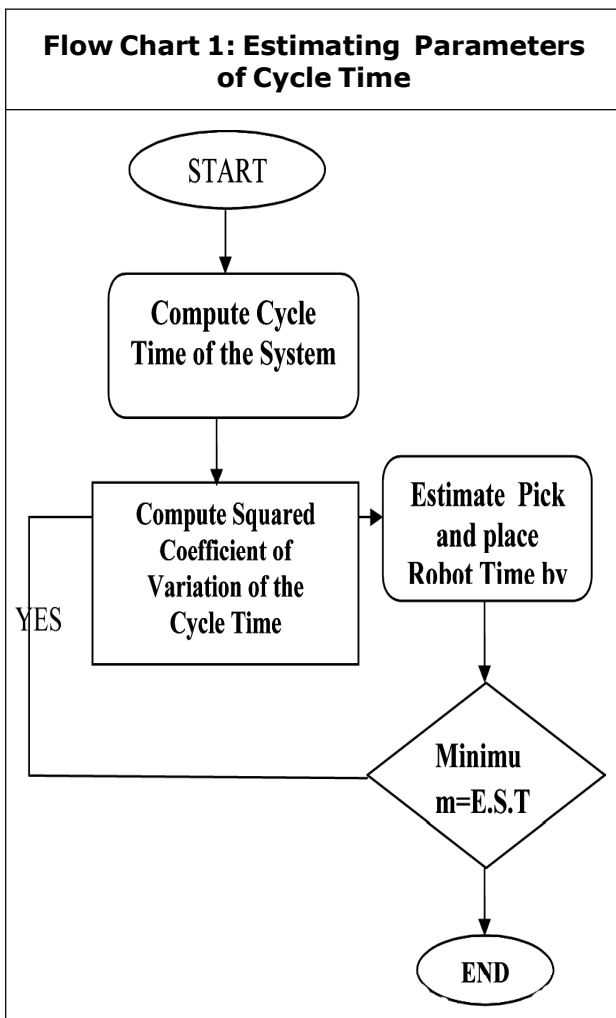 Flow Chart 1: Estimating Parameters
of Cycle Time
START
Compute Cycle
Time of the System
Compute Squared
Coefficient of
Variation of the
Cycle Time
Estimate Pick
and place
Robot Time by
YES
Minimu
m=E.S.T
END